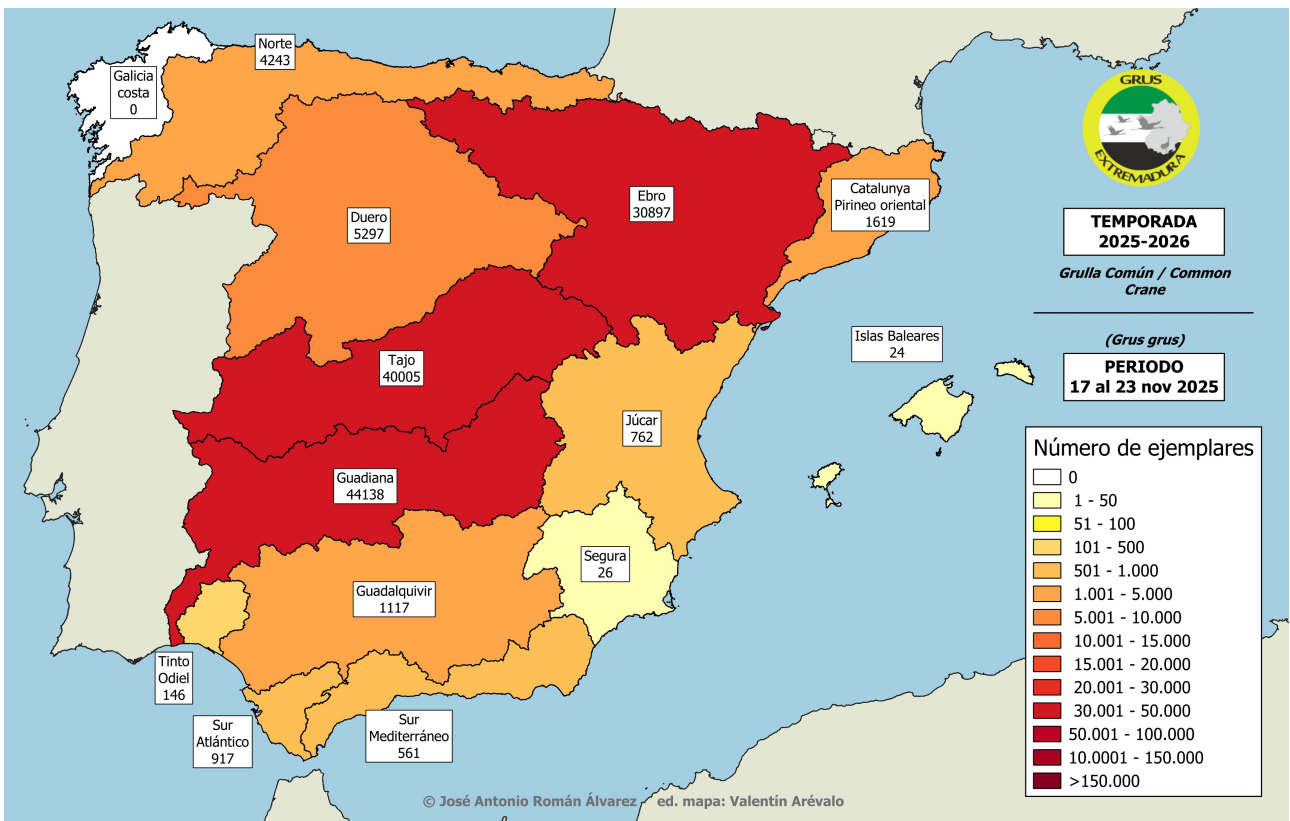 Norte
4243
Galicia
costa
0
Duero
5297
Ebro
30897
Catalunya
Pirineo oriental
1619
Tajo
40005
Islas Baleares
24
Júcar
762
Guadiana
44138
Segura
26
Guadalquivir
1117
Tinto
Odiel
146
Sur
Atlántico
917
Sur
Mediterráneo
561
GRUS
EXTREMADURA
TEMPORADA
2025-2026
Grulla Común / Common
Crane
(Grus grus)
PERIODO
17 al 23 nov 2025
Número de ejemplares
0
1 - 50
51 - 100
101 - 500
501 - 1.000
1.001 - 5.000
5.001 - 10.000
10.001 - 15.000
15.001 - 20.000
20.001 - 30.000
30.001 - 50.000
50.001 - 100.000
10.0001 - 150.000
>150.000
© José Antonio Román Álvarez ed. mapa: Valentín Arévalo